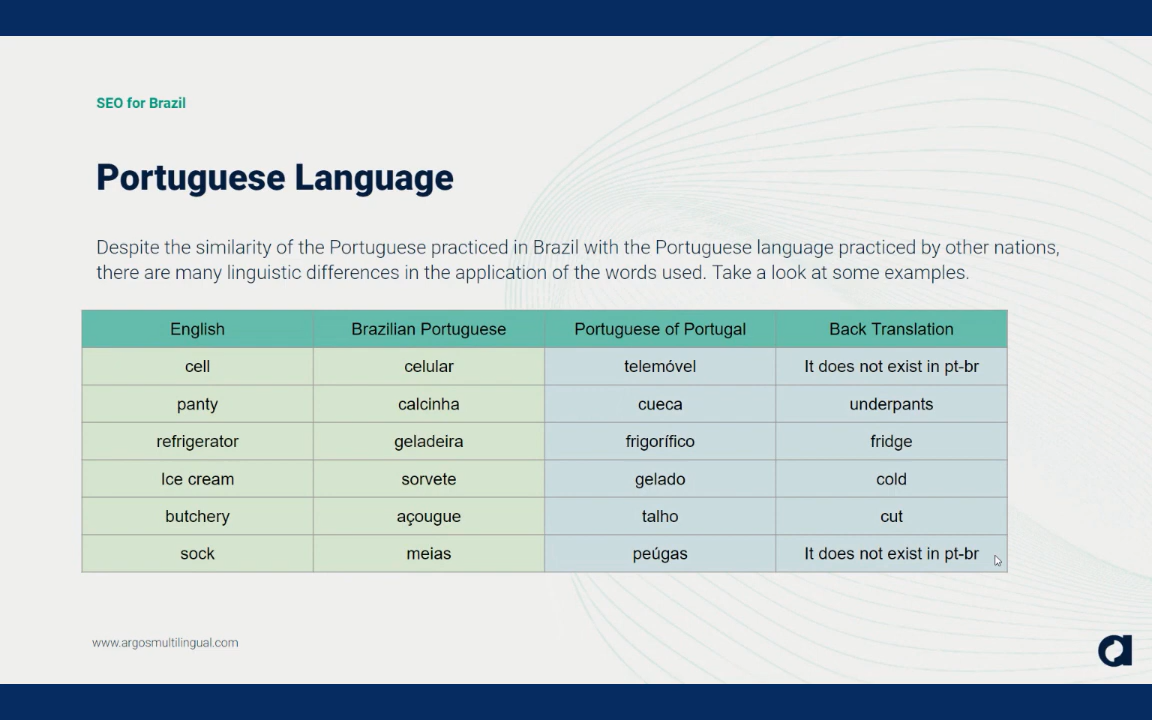 SEO for Brazil
Portuguese Language
Despite the similarity of the Portuguese practiced in Brazil with the Portuguese language practiced by other nations,
there are many linguistic differences in the application of the words used. Take a look at some examples.
English Brazilian Portuguese Portuguese of Portugal Back Translation
cell celular telemóvel It does not exist in pt-br
panty calcinha cueca underpants
refrigerator geladeira frigorífico fridge
Ice cream sorvete gelado cold
butchery açougue talho cut
sock meias peúgas It does not exist in pt-br
www.argosmultilingual.com